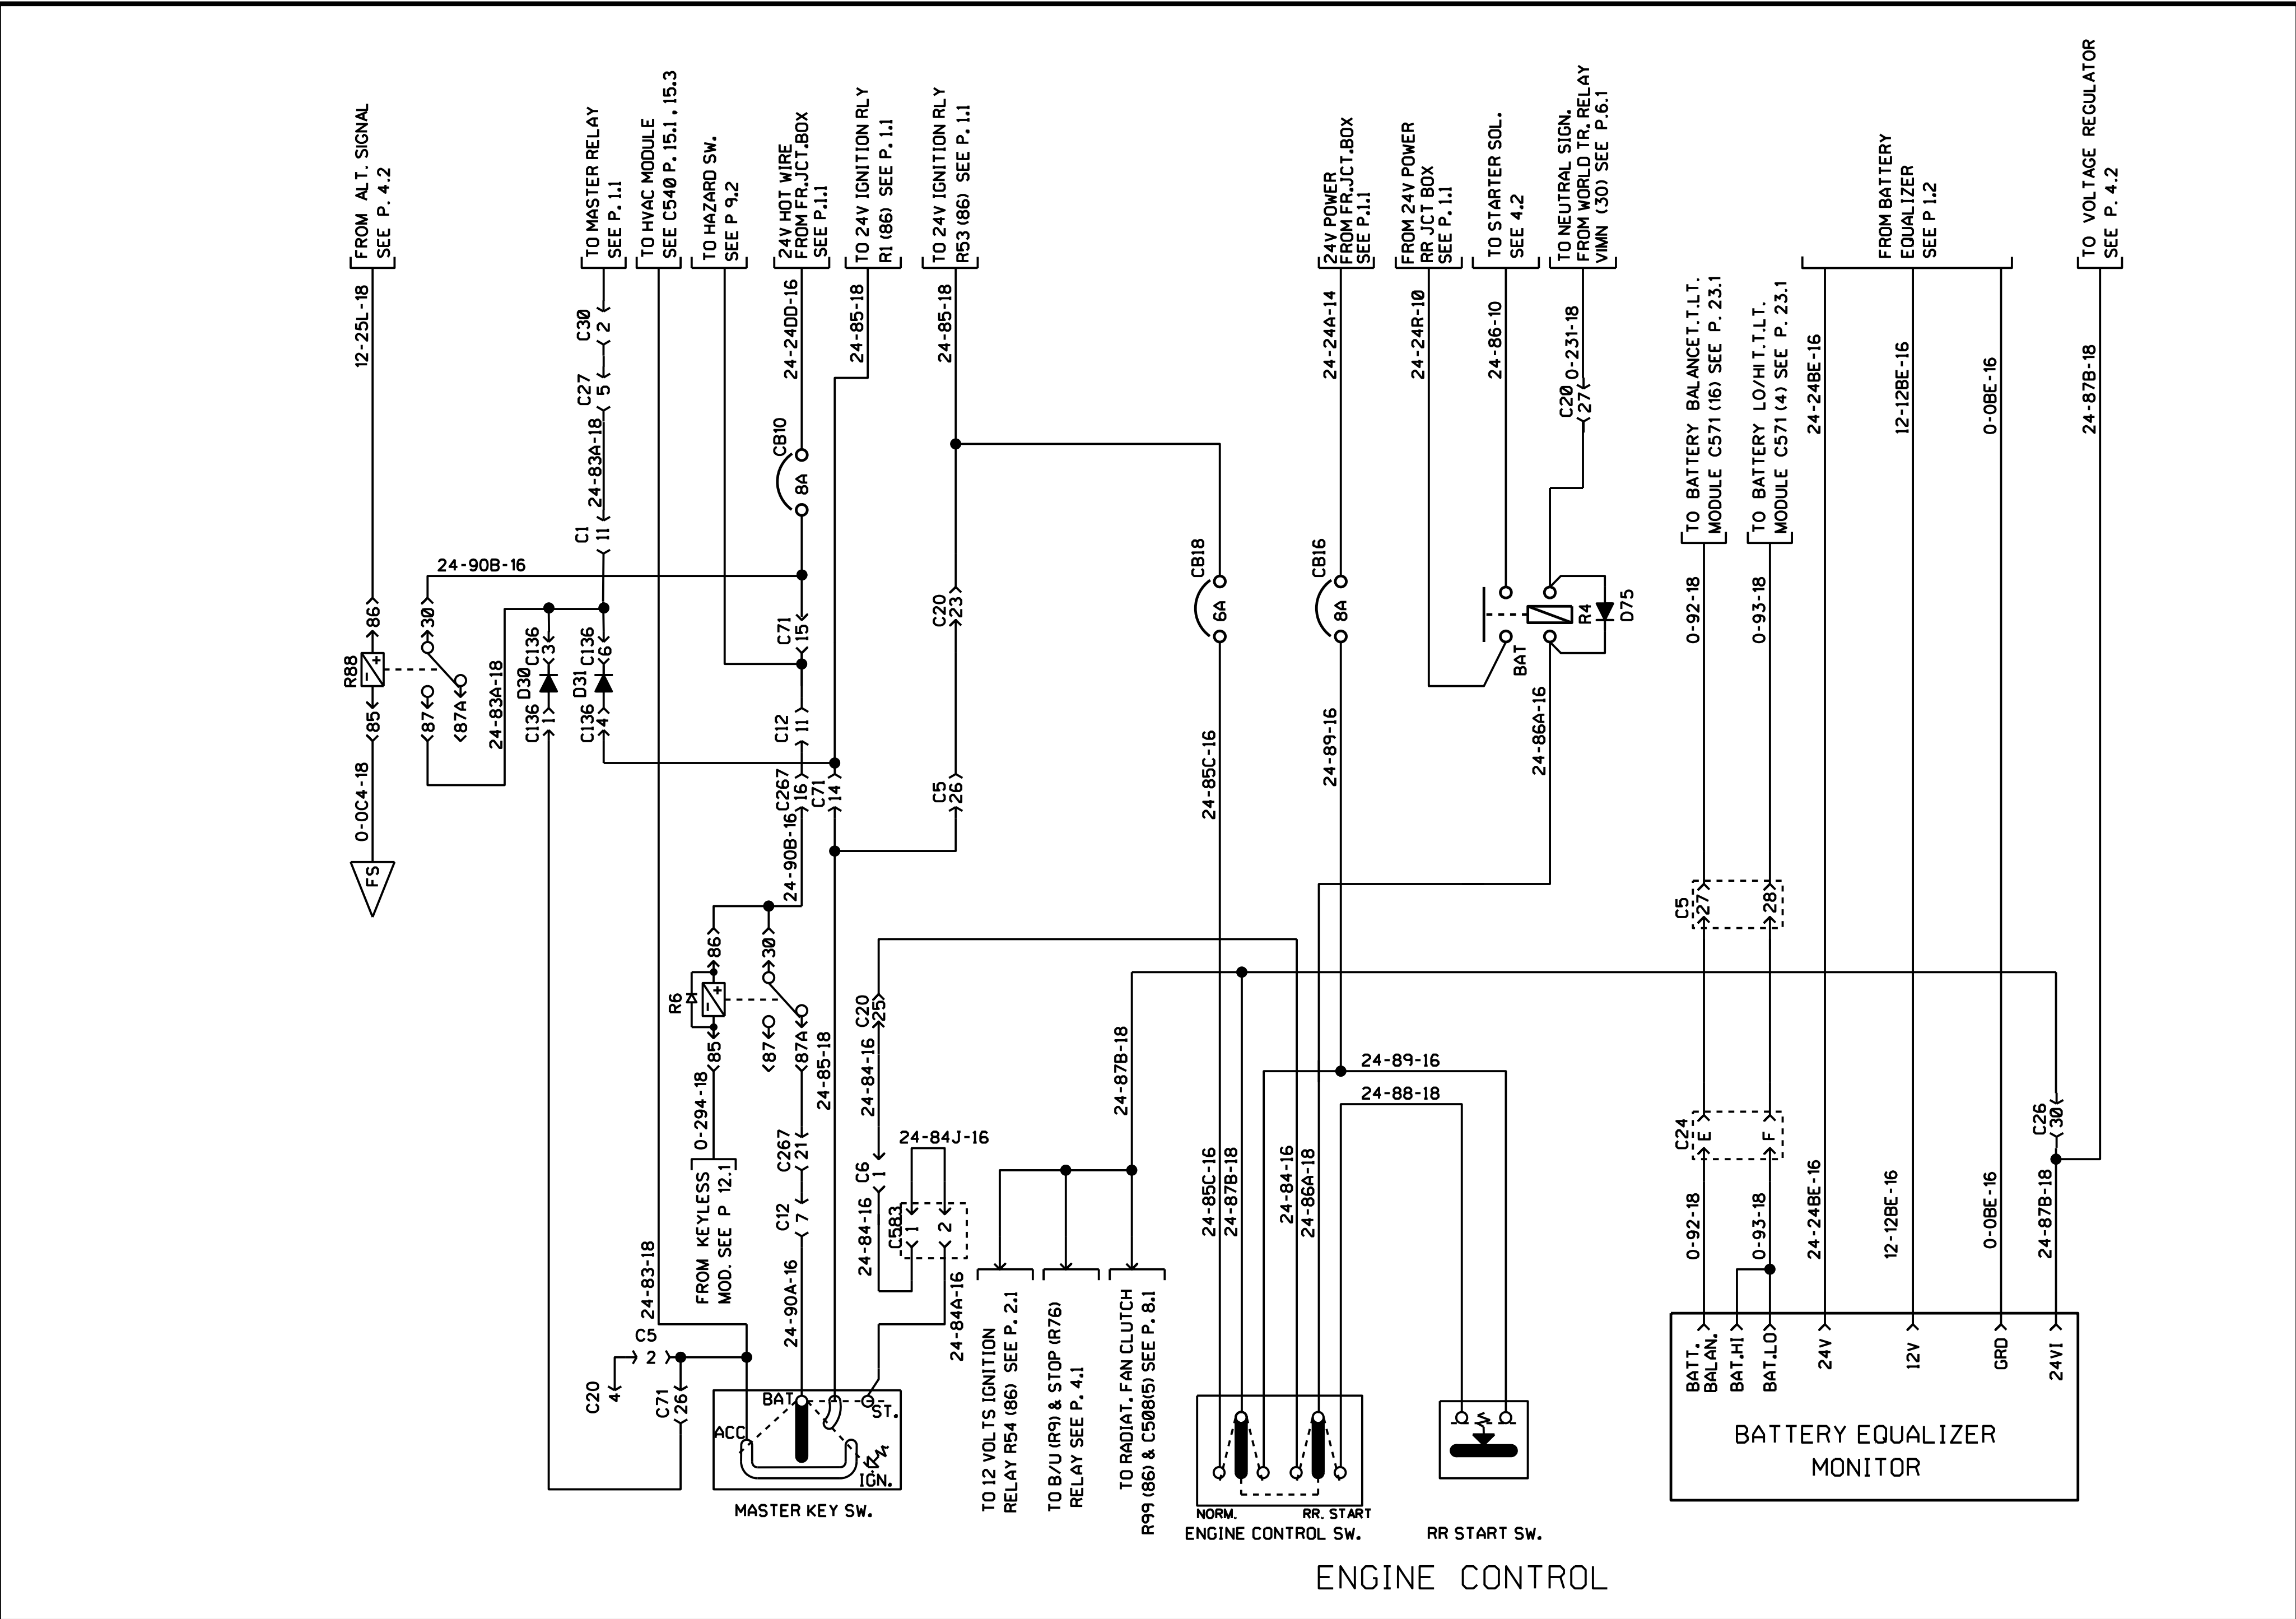 FROM ALT. SIGNAL
SEE P. 4.2
TO MASTER RELAY
SEE P. 1.1
TO HVAC MODULE
SEE C540 P. 15.1 , 15.3
TO HAZARD SW.
SEE P 9.2
24V HOT WIRE
FROM FR.JCT.BOX
SEE P.1.1
TO 24V IGNITION RLY
R1 (86) SEE P. 1.1
TO 24V IGNITION RLY
R53 (86) SEE P. 1.1
24V POWER
FROM FR.JCT.BOX
SEE P.1.1
FROM 24V POWER
RR JCT BOX
SEE P. 1.1
TO STARTER SOL.
SEE 4.2
TO NEUTRAL SIGN.
FROM WORLD TR. RELAY
VIMN (30) SEE P.6.1
TO BATTERY BALANCET.T.LT.
MODULE C571 (16) SEE P. 23.1
TO BATTERY LO/HI T.T.LT.
MODULE C571 (4) SEE P. 23.1
FROM BATTERY
EQUALIZER
SEE P 1.2
TO VOLTAGE REGULATOR
SEE P. 4.2
12-25L-18
C30
2
C27
5
24-83A-18
C1
11
24-24DD-16
24-85-18
24-85-18
24-24A-14
24-24R-10
24-86-10
0-231-18
C20
27
24-24BE-16
12-12BE-16
0-0BE-16
24-87B-18
CB10
8A
24-90B-16
R88
86
85
30
87
87A
24-83A-18
C136
3
D30
C136
1
C136
6
D31
C136
4
C71
15
C12
11
C267
16
C71
14
C20
23
C5
26
CB18
6A
CB16
8A
R4
D75
BAT
0-92-18
0-93-18
0-0C4-18
FS
24-90B-16
24-85C-16
24-89-16
24-86A-16
C5
27
28
R6
86
85
30
87
87A
0-294-18
FROM KEYLESS
MOD. SEE P 12.1
24-85-18
C20
25
24-84-16
24-87B-18
24-89-16
24-88-18
C267
21
C12
7
C6
1
24-84J-16
24-84-16
C583
1
2
24-84A-16
24-85C-16
24-87B-18
24-84-16
24-86A-18
C24
E
F
C26
30
24-83-18
24-90A-16
0-92-18
0-93-18
24-24BE-16
12-12BE-16
0-0BE-16
24-87B-18
C5
2
C20
4
C71
26
TO 12 VOLTS IGNITION
RELAY R54 (86) SEE P. 2.1
TO B/U (R9) & STOP (R76)
RELAY SEE P. 4.1
TO RADIAT. FAN CLUTCH
R99 (86) & C508(5) SEE P. 8.1
BAT
ST.
ACC
IGN.
MASTER KEY SW.
NORM.
RR. START
ENGINE CONTROL SW.
RR START SW.
BATT.
BALAN.
BAT.HI
BAT.LO
24V
12V
GRD
24VI
BATTERY EQUALIZER
MONITOR
ENGINE CONTROL